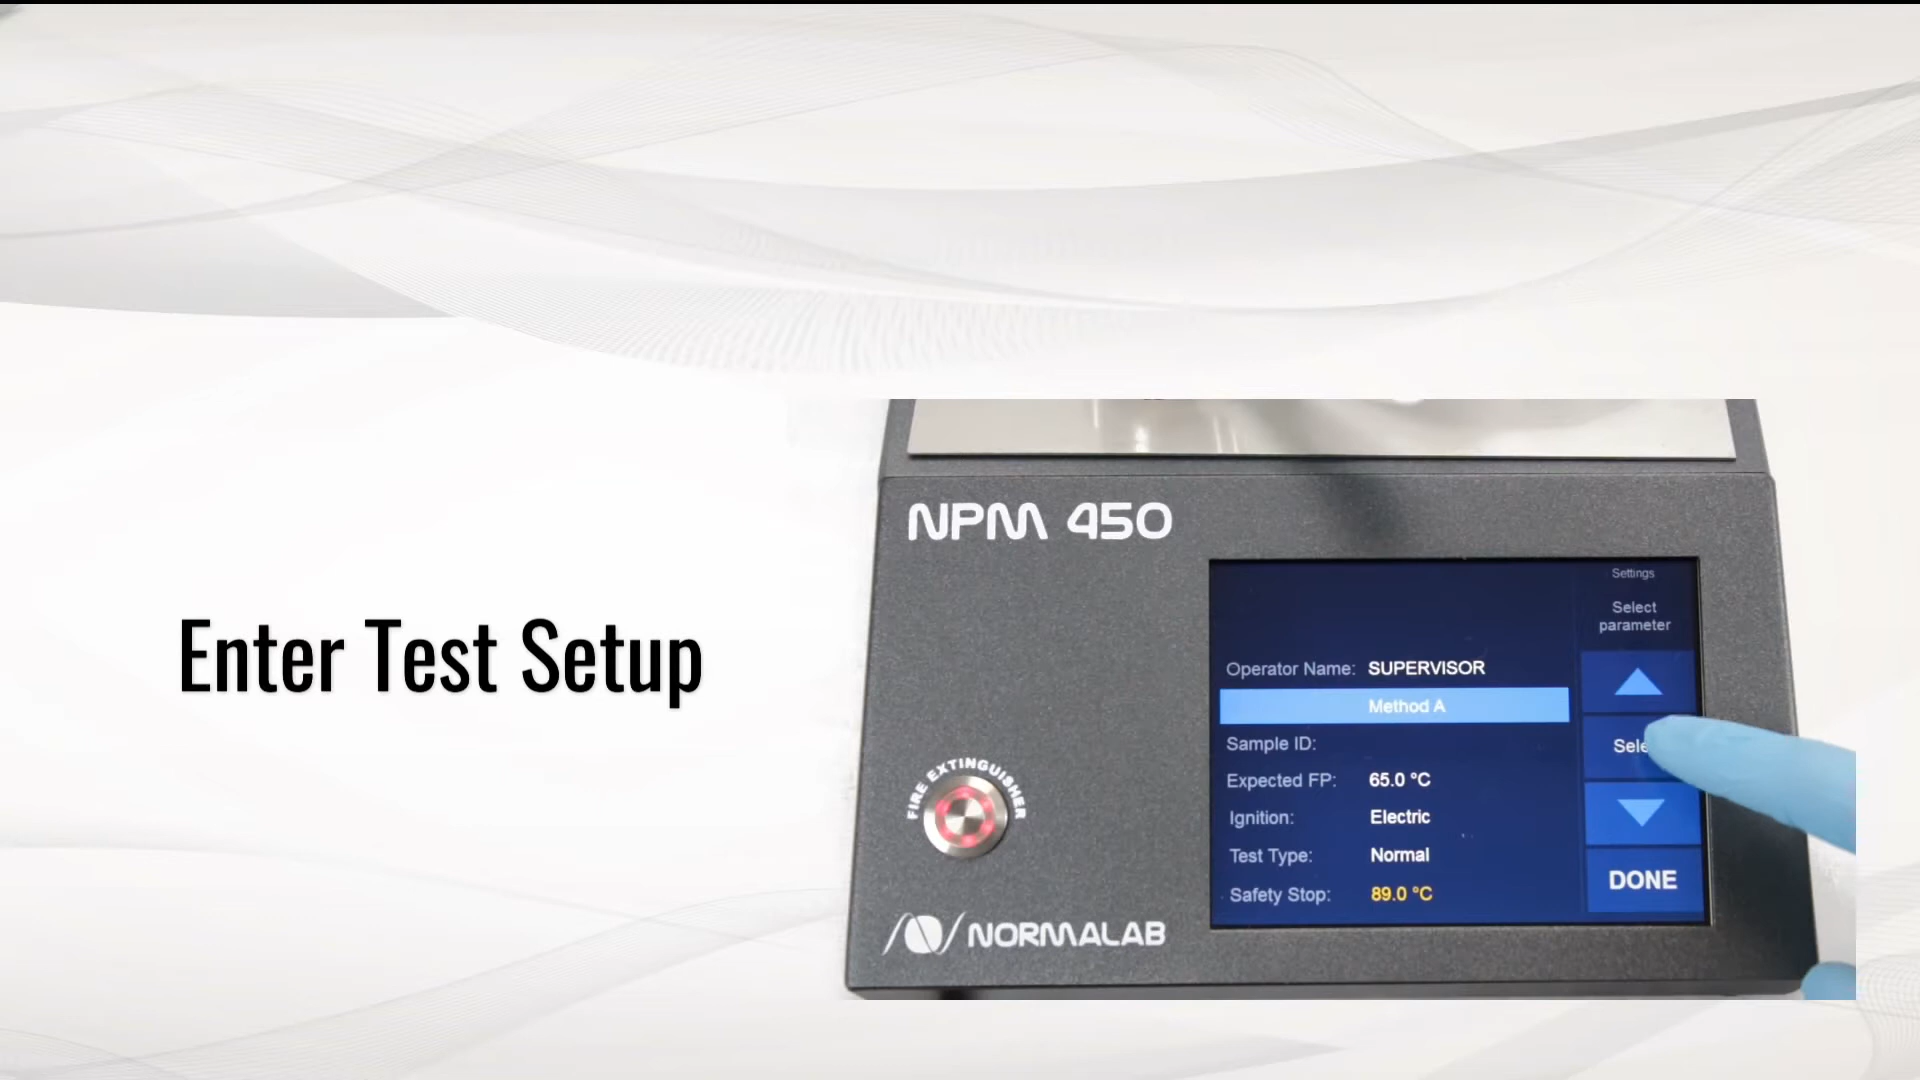 Enter Test Setup
NPM 450
FIRE EXTINGUISHER
NORMALAB
Settings
Select
parameter
Operator Name: SUPERVISOR
Method A
Sample ID:
Expected FP: 65.0 °C
Ignition: Electric
Test Type: Normal
Safety Stop: 89.0 °C
DONE